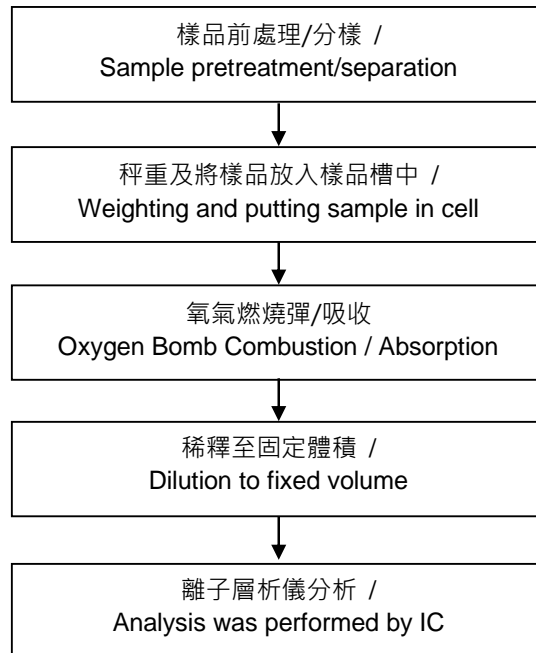 樣品前處理/分樣 /
Sample pretreatment/separation
秤重及將樣品放入樣品槽中 /
Weighting and putting sample in cell
氧氣燃燒彈/吸收
Oxygen Bomb Combustion / Absorption
稀釋至固定體積 /
Dilution to fixed volume
離子層析儀分析 /
Analysis was performed by IC